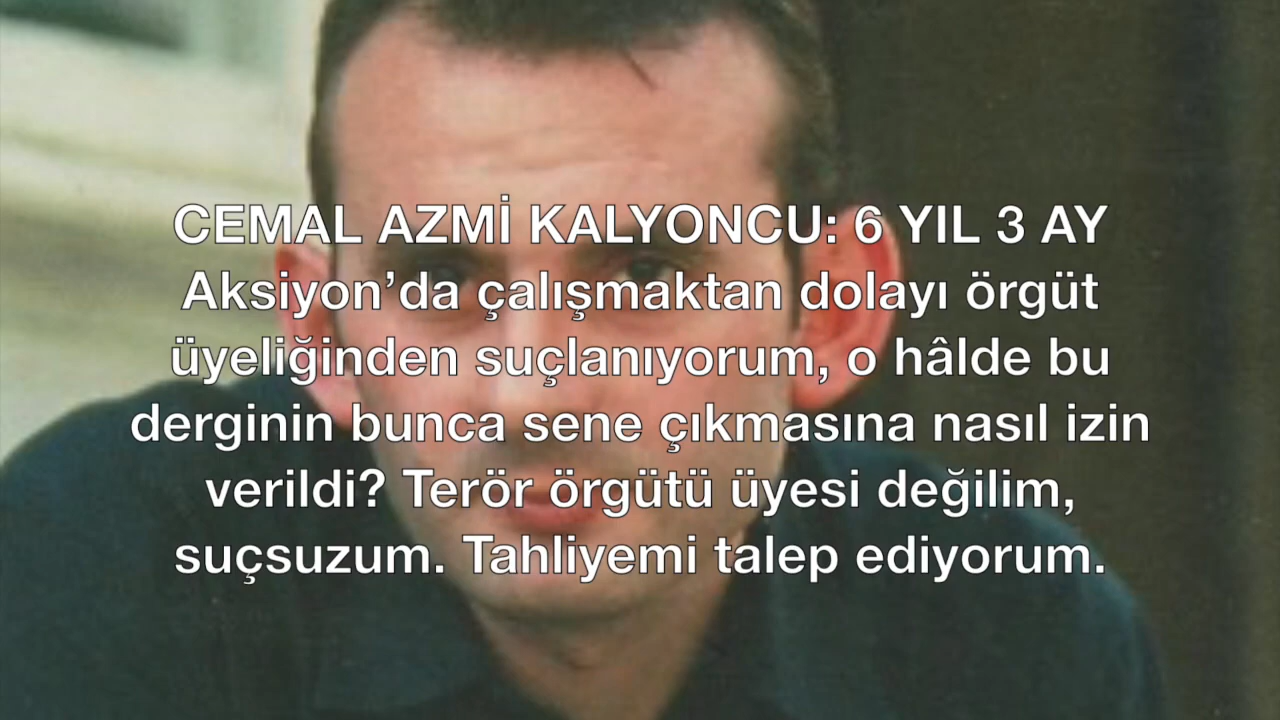 CEMAL AZMİ KALYONCU: 6 YIL 3 AY
Aksiyon’da çalışmaktan dolayı örgüt
üyeliğinden suçlanıyorum, o hâlde bu
derginin bunca sene çıkmasına nasıl izin
verildi? Terör örgütü üyesi değilim,
suçsuzum. Tahliyemi talep ediyorum.